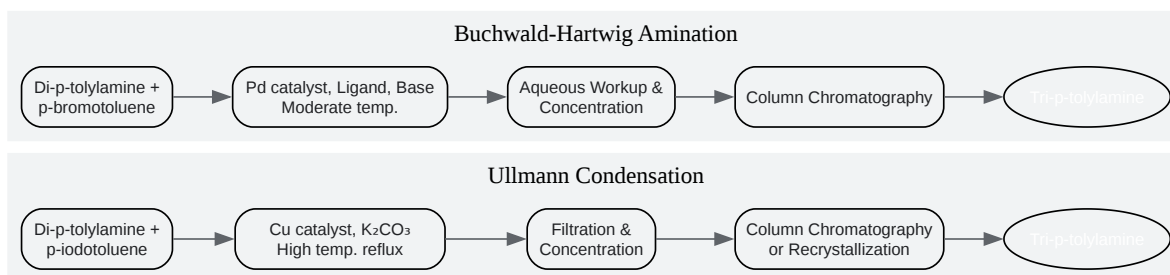 Buchwald-Hartwig Amination
Di-p-tolylamine +
p-bromotoluene
Pd catalyst, Ligand, Base
Moderate temp.
Aqueous Workup &
Concentration
Column Chromatography
Tri-p-tolylamine
Ullmann Condensation
Di-p-tolylamine +
p-iodotoluene
Cu catalyst, K₂CO₃
High temp. reflux
Filtration &
Concentration
Column Chromatography
or Recrystallization
Tri-p-tolylamine